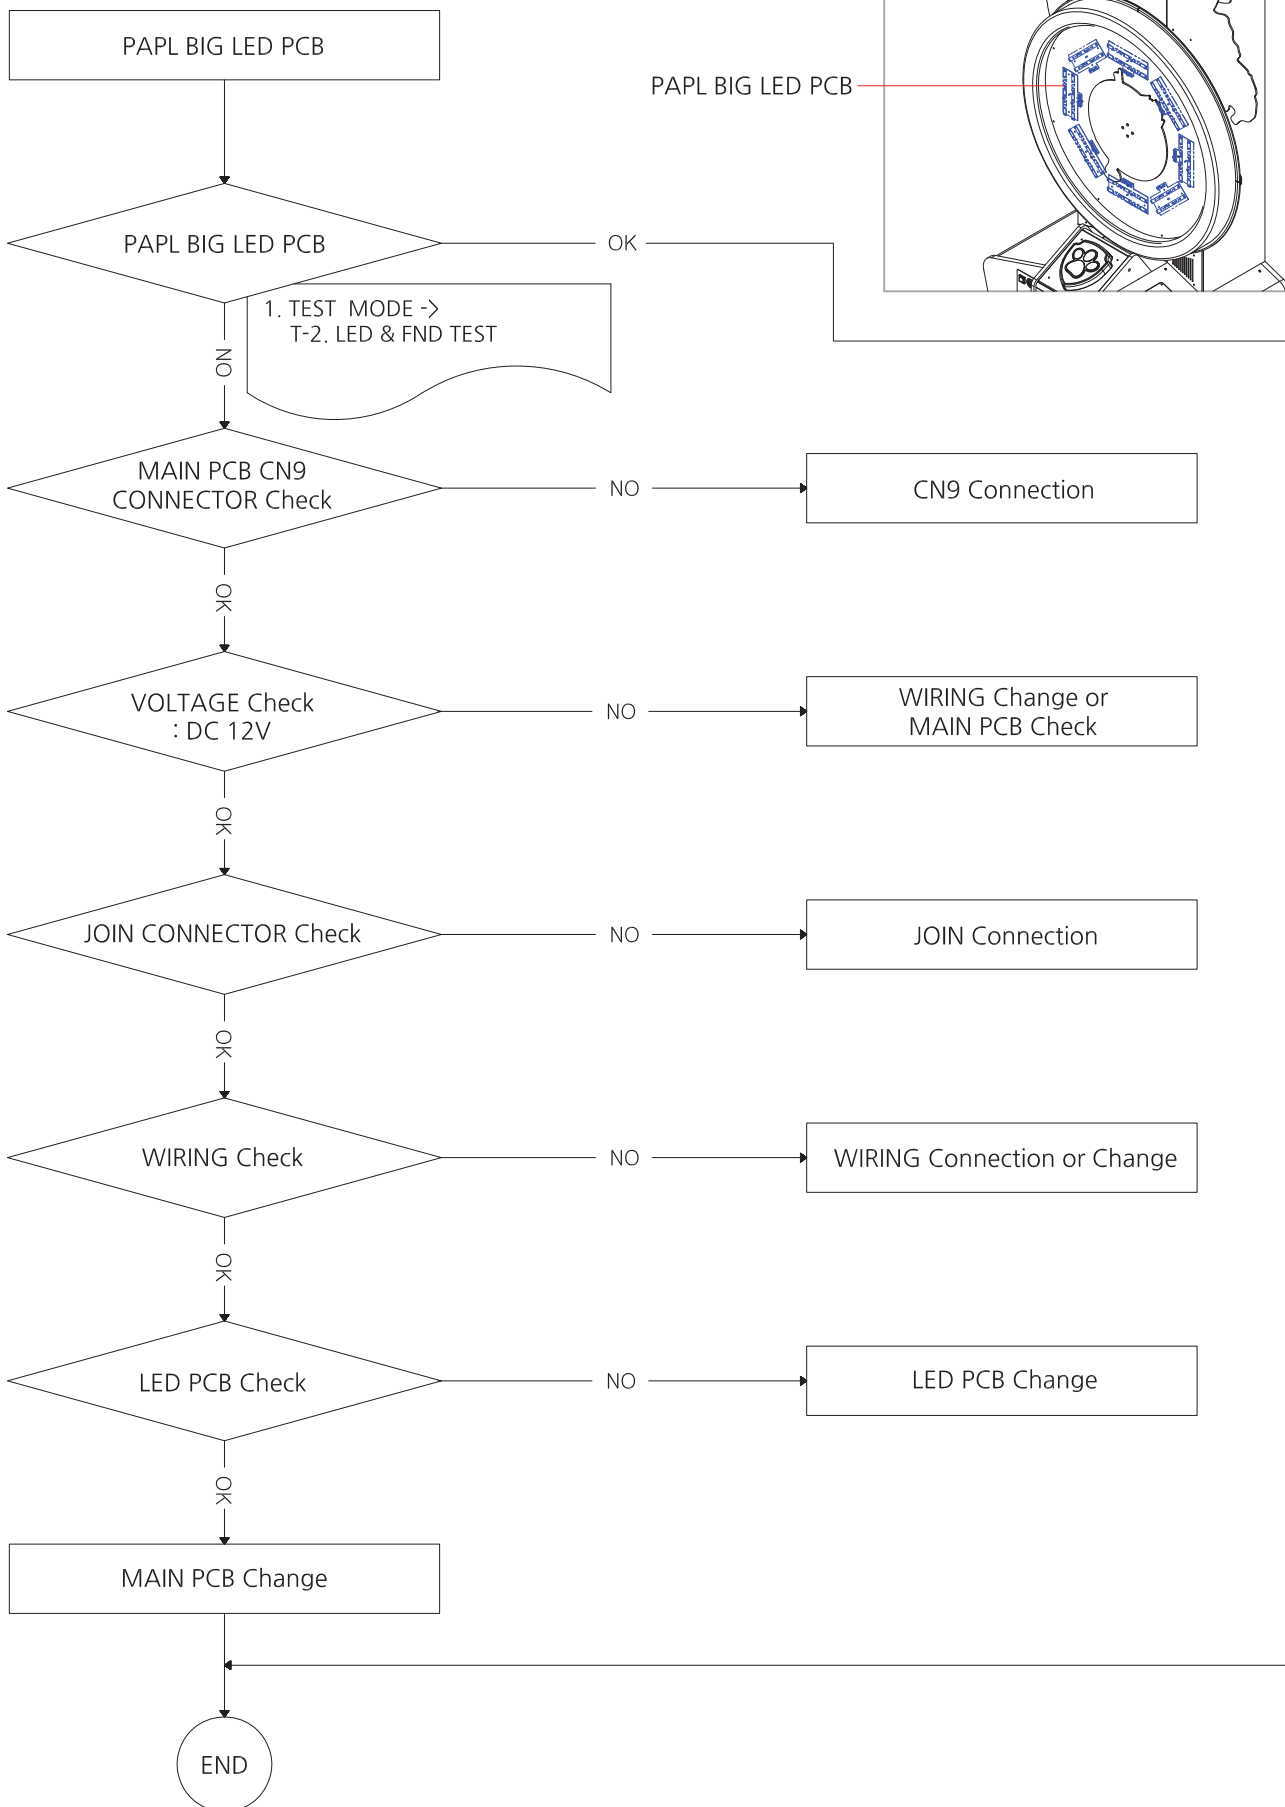 PAPL BIG LED PCB
PAPL BIG LED PCB
PAPL BIG LED PCB
OK
1. TEST MODE ->
T-2. LED & FND TEST
NO
MAIN PCB CN9
CONNECTOR Check
NO
CN9 Connection
OK
VOLTAGE Check
: DC 12V
NO
WIRING Change or
MAIN PCB Check
OK
JOIN CONNECTOR Check
NO
JOIN Connection
OK
WIRING Check
NO
WIRING Connection or Change
OK
LED PCB Check
NO
LED PCB Change
OK
MAIN PCB Change
END